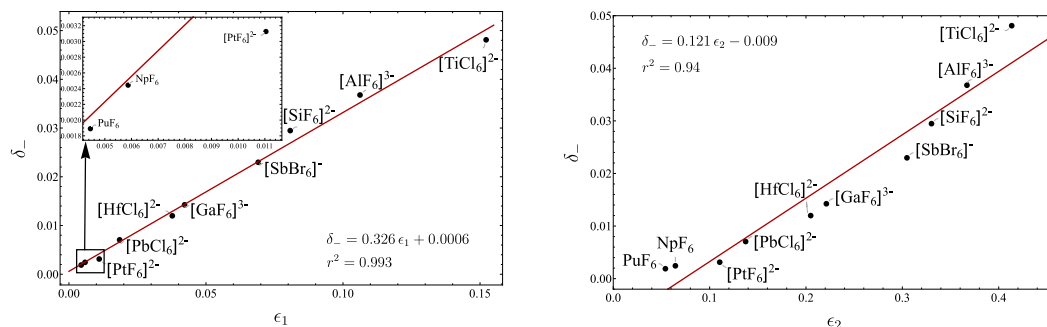 0.05
0.04
0.03
0.02
0.01
0.00
δ₋
0.0032
0.0030
0.0028
0.0026
0.0024
0.0022
0.0020
0.0018
0.005
0.006
0.007
0.008
0.009
0.010
0.011
[PtF₆]²⁻
NpF₆
PuF₆
[TiCl₆]²⁻
[AlF₆]³⁻
[SiF₆]²⁻
[SbBr₆]⁻
[HfCl₆]²⁻
[GaF₆]³⁻
[PbCl₆]²⁻
[PtF₆]²⁻
δ₋ = 0.326 ϵ₁ + 0.0006
r² = 0.993
0.00 0.05 0.10 0.15
ϵ₁
0.05
0.04
0.03
0.02
0.01
0.00
δ₋
δ₋ = 0.121 ϵ₂ − 0.009
r² = 0.94
[TiCl₆]²⁻
[AlF₆]³⁻
[SiF₆]²⁻
[SbBr₆]⁻
[HfCl₆]²⁻
[GaF₆]³⁻
[PbCl₆]²⁻
NpF₆
PuF₆
[PtF₆]²⁻
0.0 0.1 0.2 0.3 0.4
ϵ₂